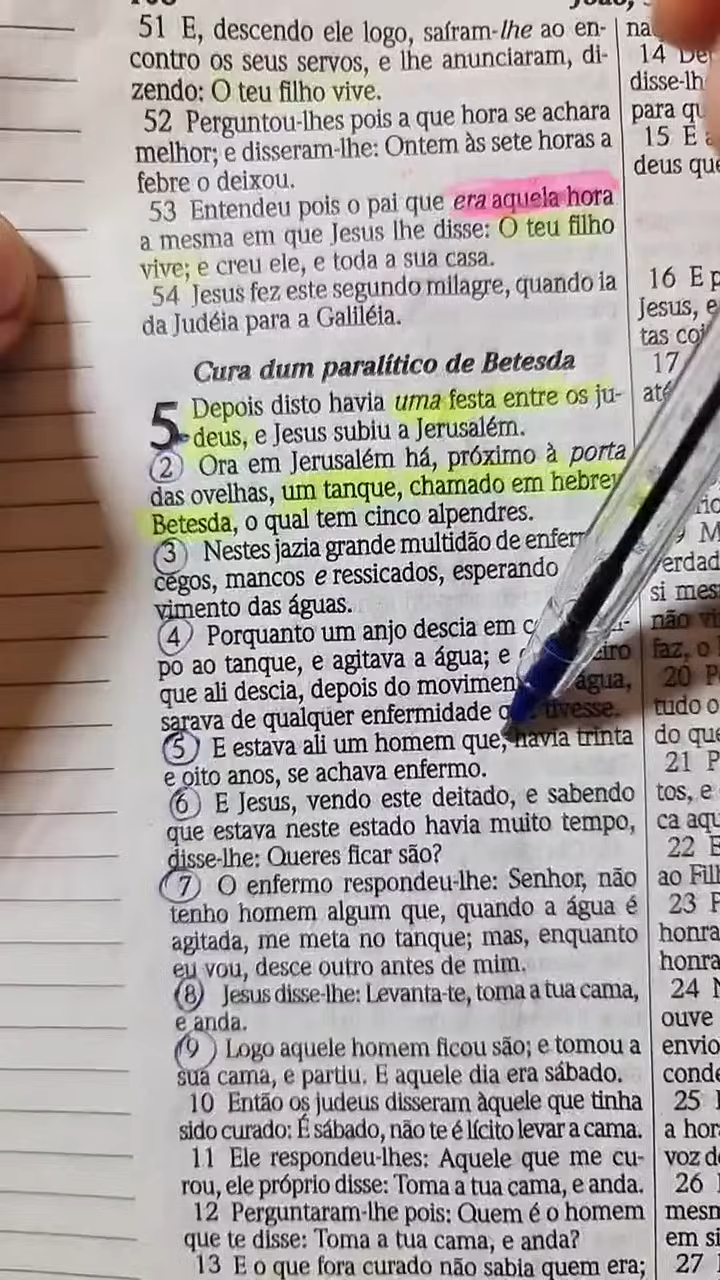 51 E, descendo ele logo, saíram-lhe ao en-
contro os seus servos, e lhe anunciaram, di-
zendo: O teu filho vive.
52 Perguntou-lhes pois a que hora se achara
melhor; e disseram-lhe: Ontem às sete horas a
febre o deixou.
53 Entendeu pois o pai que era aquela hora
a mesma em que Jesus lhe disse: O teu filho
vive; e creu ele, e toda a sua casa.
54 Jesus fez este segundo milagre, quando ia
da Judéia para a Galiléia.
Cura dum paralítico de Betesda
5 Depois disto havia uma festa entre os ju-
deus, e Jesus subiu a Jerusalém.
2 Ora em Jerusalém há, próximo à porta
das ovelhas, um tanque, chamado em hebreu
Betesda, o qual tem cinco alpendres.
3 Nestes jazia grande multidão de enfer
cegos, mancos e ressicados, esperando
vimento das águas.
4 Porquanto um anjo descia em
po ao tanque, e agitava a água; e
que ali descia, depois do movimen água,
sarava de qualquer enfermidade tivesse.
5 E estava ali um homem que, havia trinta
e oito anos, se achava enfermo.
6 E Jesus, vendo este deitado, e sabendo
que estava neste estado havia muito tempo,
disse-lhe: Queres ficar são?
7 O enfermo respondeu-lhe: Senhor, não
tenho homem algum que, quando a água é
agitada, me meta no tanque; mas, enquanto
eu vou, desce outro antes de mim.
8 Jesus disse-lhe: Levanta-te, toma a tua cama,
e anda.
9 Logo aquele homem ficou são; e tomou a
sua cama, e partiu. E aquele dia era sábado.
10 Então os judeus disseram àquele que tinha
sido curado: É sábado, não te é lícito levar a cama.
11 Ele respondeu-lhes: Aquele que me cu-
rou, ele próprio disse: Toma a tua cama, e anda.
12 Perguntaram-lhe pois: Quem é o homem
que te disse: Toma a tua cama, e anda?
13 E o que fora curado não sabia quem era;
na
14
disse-lh
para qu
15 E
deus que
16 E p
Jesus, e
tas coi
17
até
M
verdad
si mes
não vi
faz, o
20 P
tudo o
do que
21 P
tos, e
ca aqu
22 E
ao Fill
23 P
honra
honra
24 N
ouve
envio
conde
25
a hor
voz d
26
mesm
em si
27